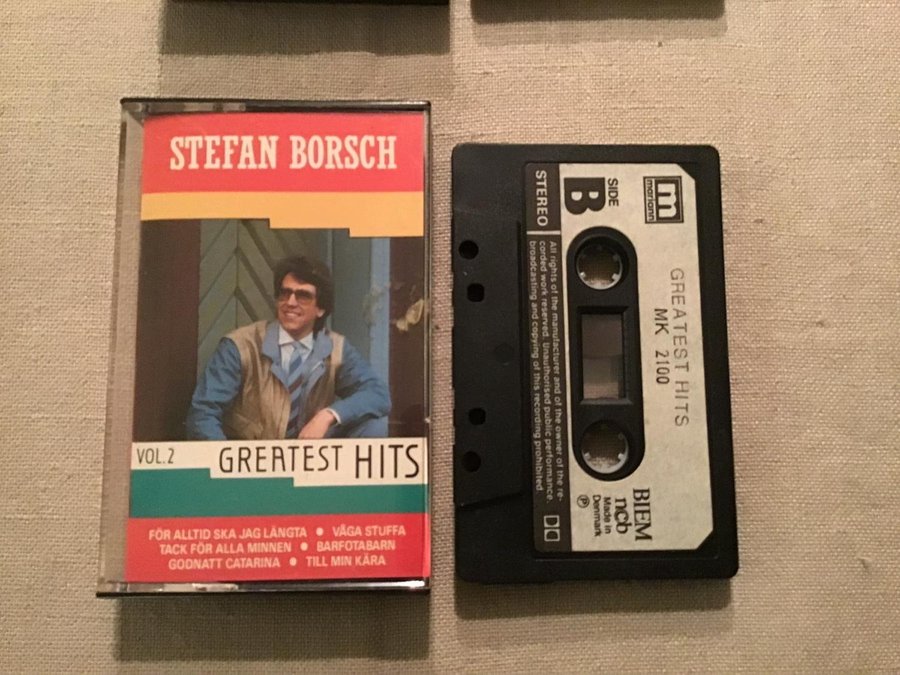 STEFAN BORSCH
VOL.2
GREATEST HITS
FÖR ALLTID SKA JAG LÄNGTA • VÅGA STUFFA
TACK FÖR ALLA MINNEN • BARFOTABARN
GODNATT CATARINA • TILL MIN KÄRA
m
mariann
GREATEST HITS
MK 2100
SIDE
B
BIEM
ncb
Made in
Denmark
P
STEREO
All rights of the manufacturer and of the owner of the re-
corded work reserved. Unauthorised public performance,
broadcasting and copying of this recording prohibited